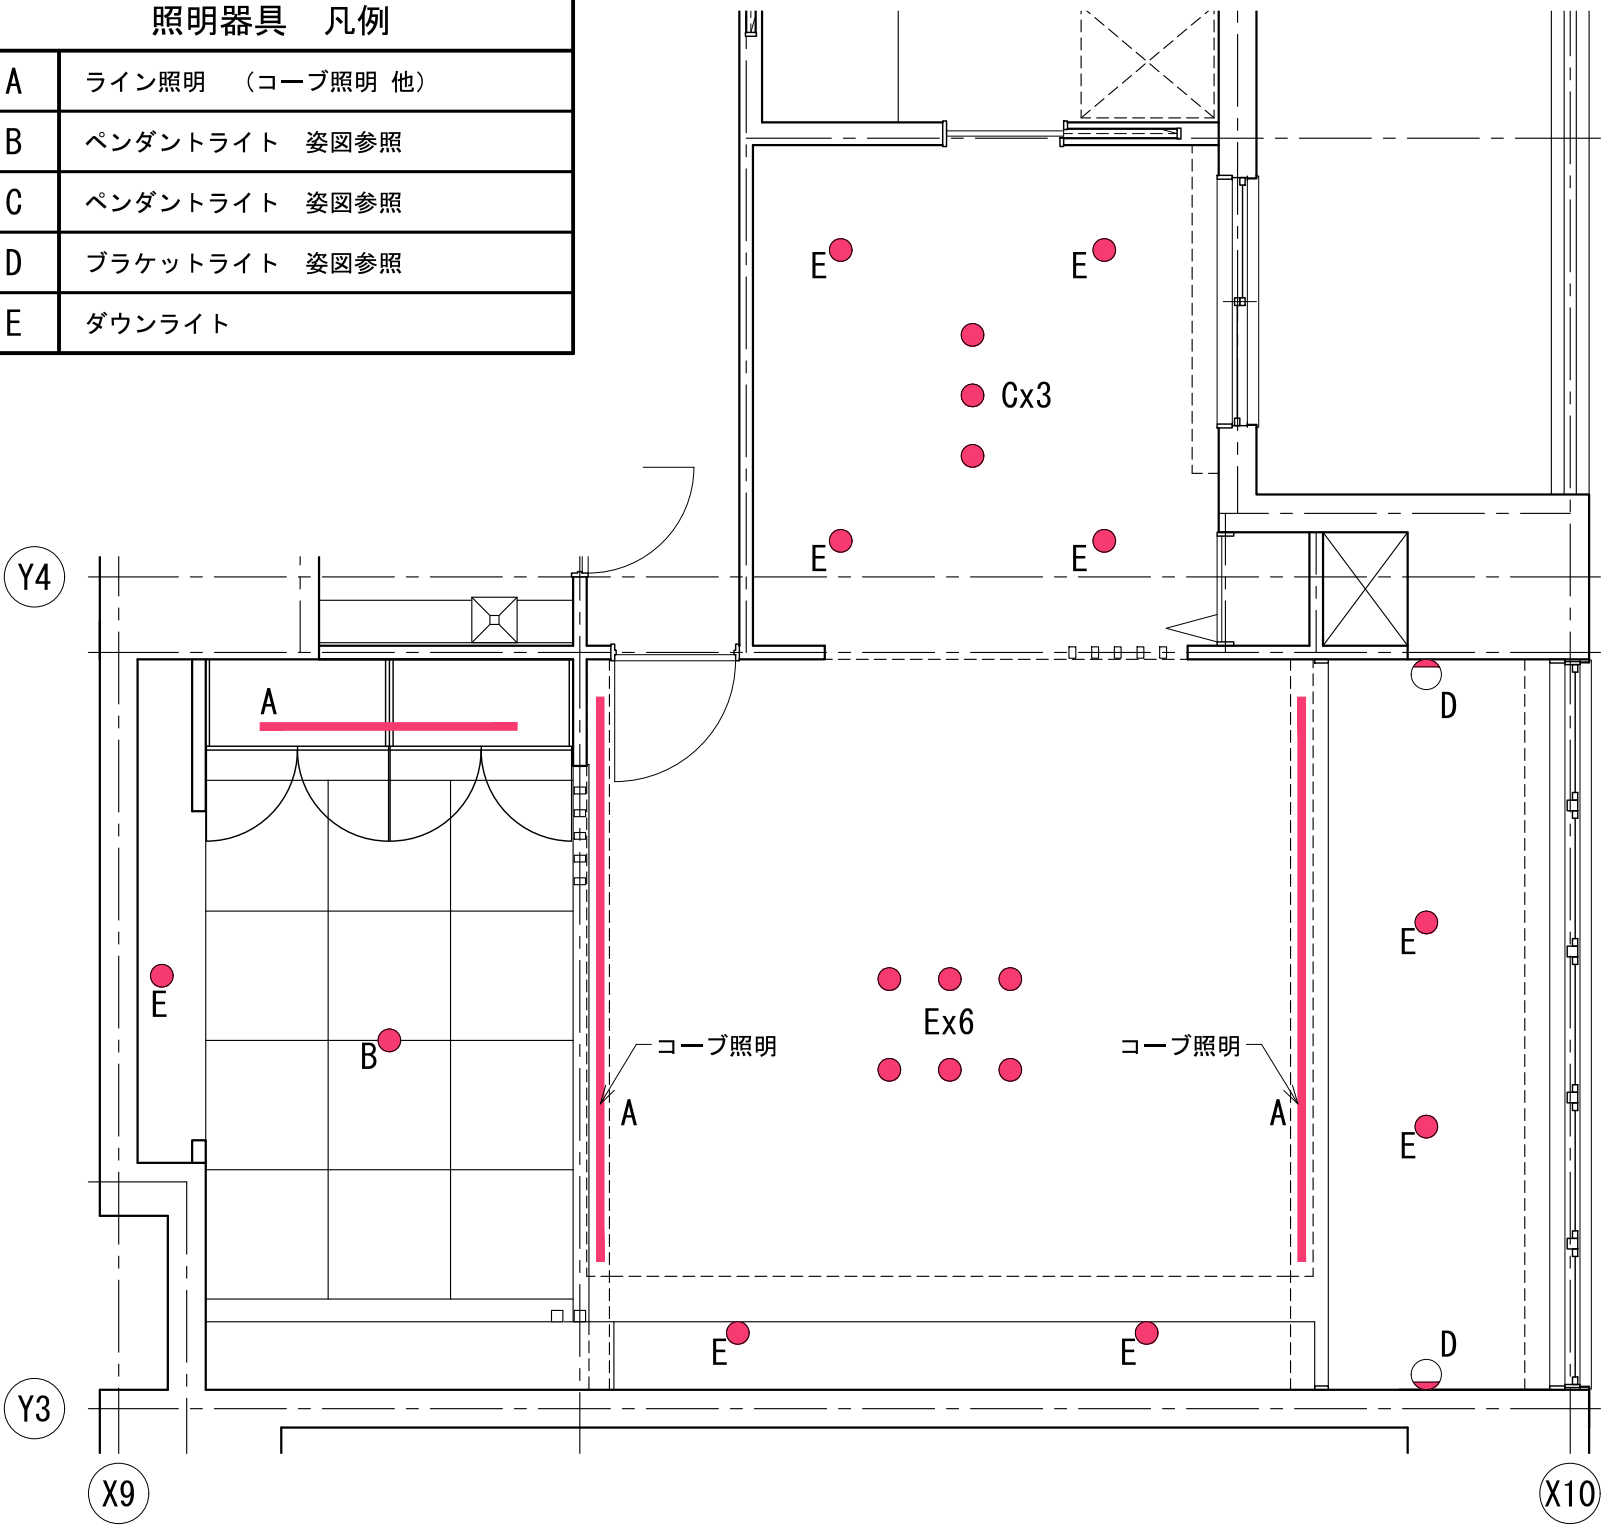 照明器具　凡例
A ライン照明　（コーブ照明 他）
B ペンダントライト　姿図参照
C ペンダントライト　姿図参照
D ブラケットライト　姿図参照
E ダウンライト
E
E
Cx3
E
E
Y4
A
D
E
E
Ex6
B
コーブ照明
コーブ照明
A
A
E
E
E
D
Y3
X9
X10